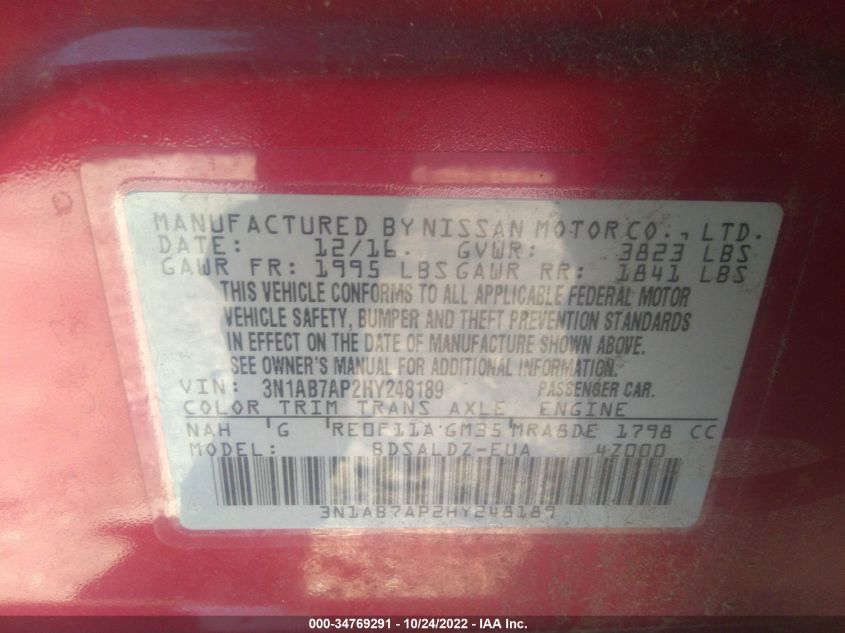 MANUFACTURED BY NISSAN MOTOR CO., LTD.
DATE: 12/16. GVWR: 3823 LBS
GAWR FR: 1995 LBS GAWR RR: 1841 LBS
THIS VEHICLE CONFORMS TO ALL APPLICABLE FEDERAL MOTOR
VEHICLE SAFETY, BUMPER AND THEFT PREVENTION STANDARDS
IN EFFECT ON THE DATE OF MANUFACTURE SHOWN ABOVE.
SEE OWNER'S MANUAL FOR ADDITIONAL INFORMATION.
VIN: 3N1AB7AP2HY248189 PASSENGER CAR.
COLOR TRIM TRANS AXLE ENGINE
NAH G RE0F11A GM35 MRA8DE 1798 CC
MODEL: BDSALDZ-EUA 4Z000
3N1AB7AP2HY248189
000-34769291 - 10/24/2022 - IAA Inc.